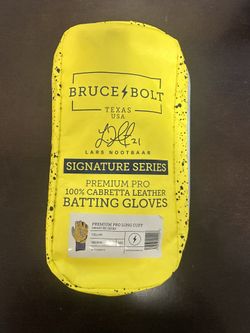 BRUCE BOLT
TEXAS
USA
21
LARS NOOTBAAR
SIGNATURE SERIES
PREMIUM PRO
100% CABRETTA LEATHER
BATTING GLOVES
PREMIUM PRO LONG CUFF